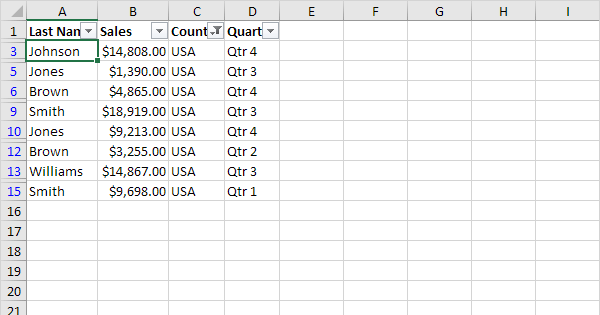 A B C D E F G H I
1 Last Nan Sales Count Quart
3 Johnson $14,808.00 USA Qtr 4
5 Jones $1,390.00 USA Qtr 3
6 Brown $4,865.00 USA Qtr 4
9 Smith $18,919.00 USA Qtr 3
10 Jones $9,213.00 USA Qtr 4
12 Brown $3,255.00 USA Qtr 2
13 Williams $14,867.00 USA Qtr 3
15 Smith $9,698.00 USA Qtr 1
16
17
18
19
20
21